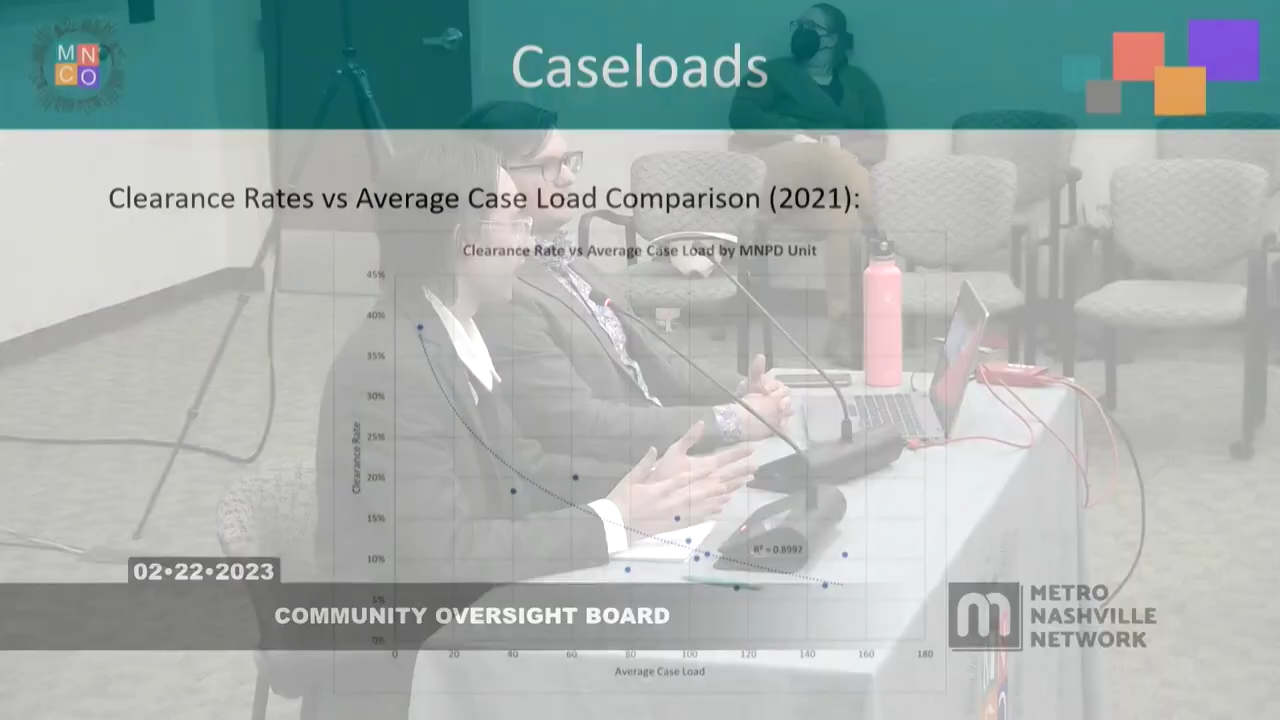 MN
CO
Caseloads
Clearance Rates vs Average Case Load Comparison (2021):
Clearance Rate vs Average Case Load by MNPD Unit
45%
40%
35%
30%
25%
20%
15%
10%
5%
0%
Clearance Rate
R² = 0.8992
0 20 40 60 80 100 120 140 160 180
Average Case Load
02•22•2023
COMMUNITY OVERSIGHT BOARD
m METRO
NASHVILLE
NETWORK